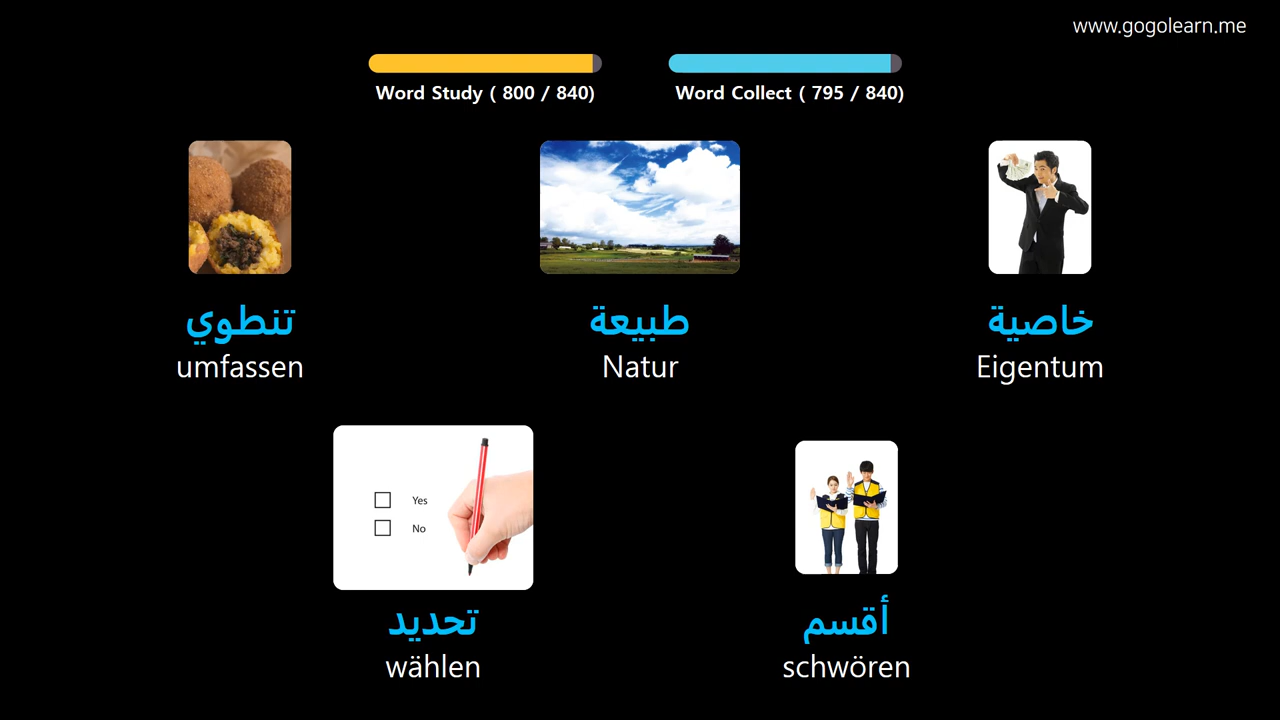 www.gogolearn.me
Word Study ( 800 / 840)
Word Collect ( 795 / 840)
تنطوي
umfassen
طبيعة
Natur
خاصية
Eigentum
Yes
No
تحديد
wählen
أقسم
schwören